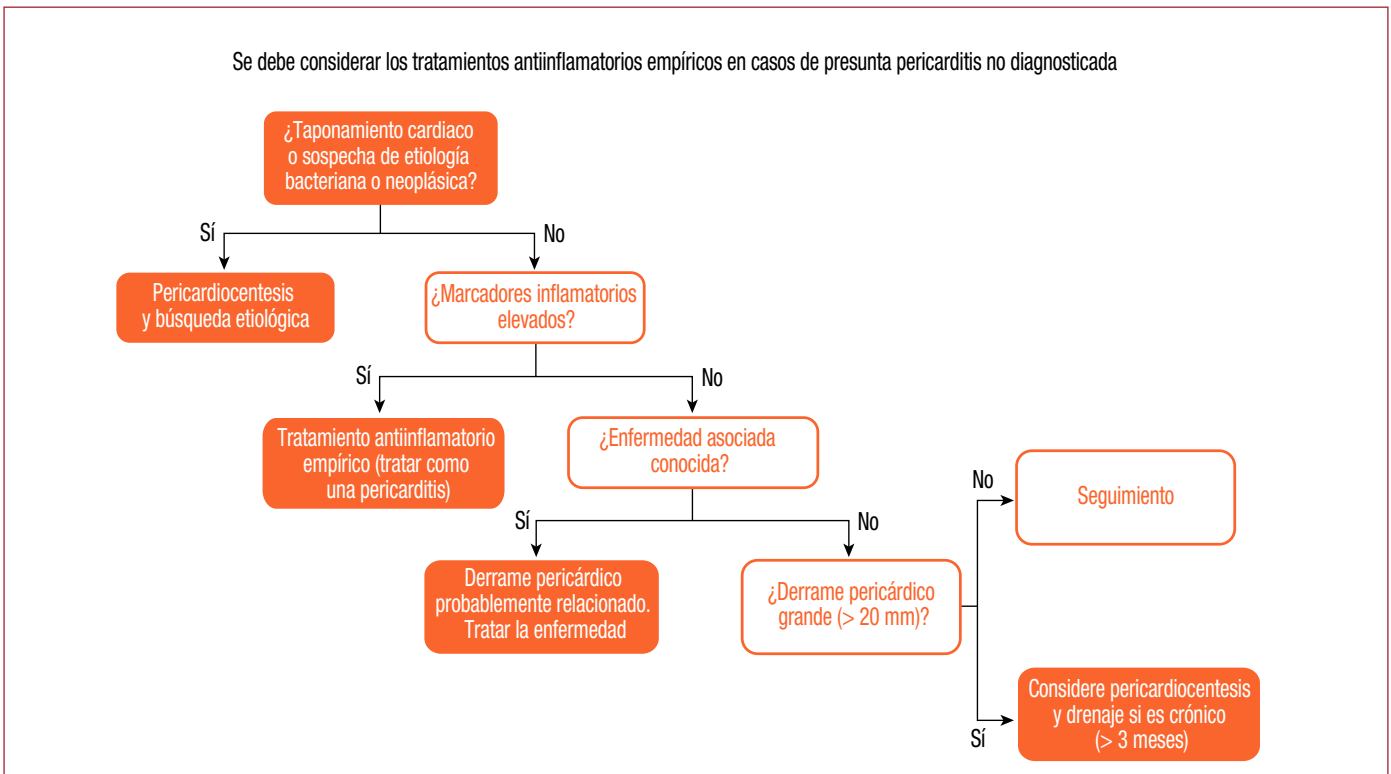 Se debe considerar los tratamientos antiinflamatorios empíricos en casos de presunta pericarditis no diagnosticada
¿Taponamiento cardiaco
o sospecha de etiología
bacteriana o neoplásica?
Sí
No
Pericardiocentesis
y búsqueda etiológica
¿Marcadores inflamatorios
elevados?
Sí
No
Tratamiento antiinflamatorio
empírico (tratar como
una pericarditis)
¿Enfermedad asociada
conocida?
Sí
No
Derrame pericárdico
probablemente relacionado.
Tratar la enfermedad
¿Derrame pericárdico
grande (> 20 mm)?
No
Seguimiento
Sí
Considere pericardiocentesis
y drenaje si es crónico
(> 3 meses)